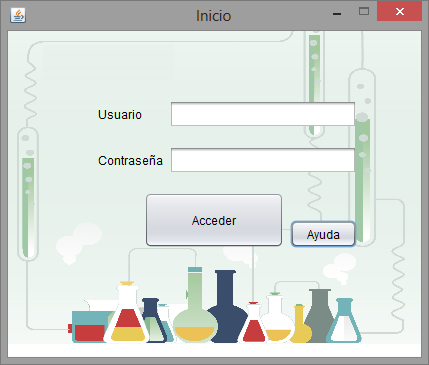 Inicio
Usuario
Contraseña
Acceder
Ayuda